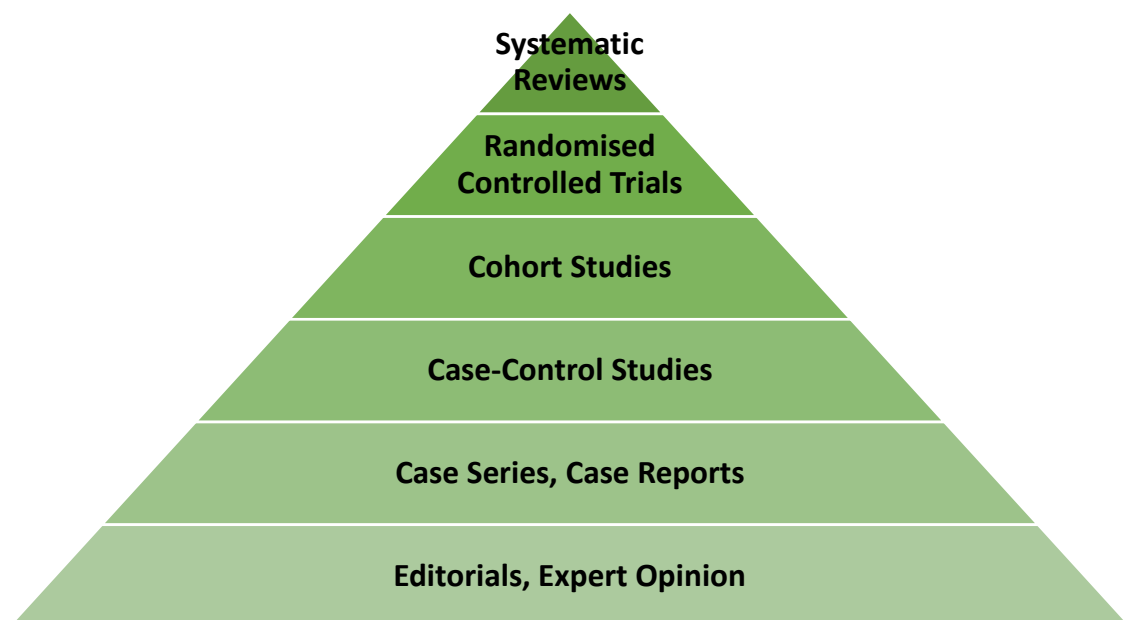 Systematic
Reviews
Randomised
Controlled Trials
Cohort Studies
Case-Control Studies
Case Series, Case Reports
Editorials, Expert Opinion